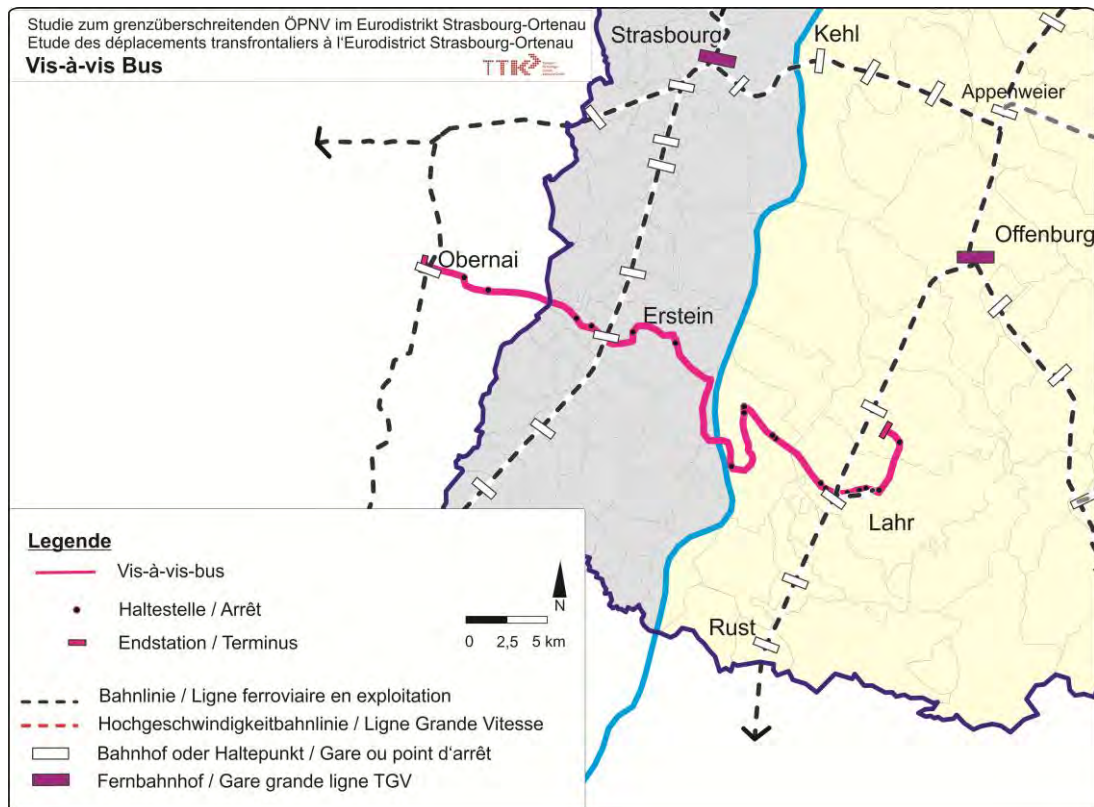 Studie zum grenzüberschreitenden ÖPNV im Eurodistrikt Strasbourg-Ortenau
Etude des déplacements transfrontaliers à l'Eurodistrict Strasbourg-Ortenau
Vis-à-vis Bus
TTK
Strasbourg
Kehl
Appenweier
Offenburg
Obernai
Erstein
Lahr
Rust
Legende
Vis-à-vis-bus
Haltestelle / Arrêt
Endstation / Terminus
N
0 2,5 5 km
Bahnlinie / Ligne ferroviaire en exploitation
Hochgeschwindigkeitbahnlinie / Ligne Grande Vitesse
Bahnhof oder Haltepunkt / Gare ou point d'arrêt
Fernbahnhof / Gare grande ligne TGV